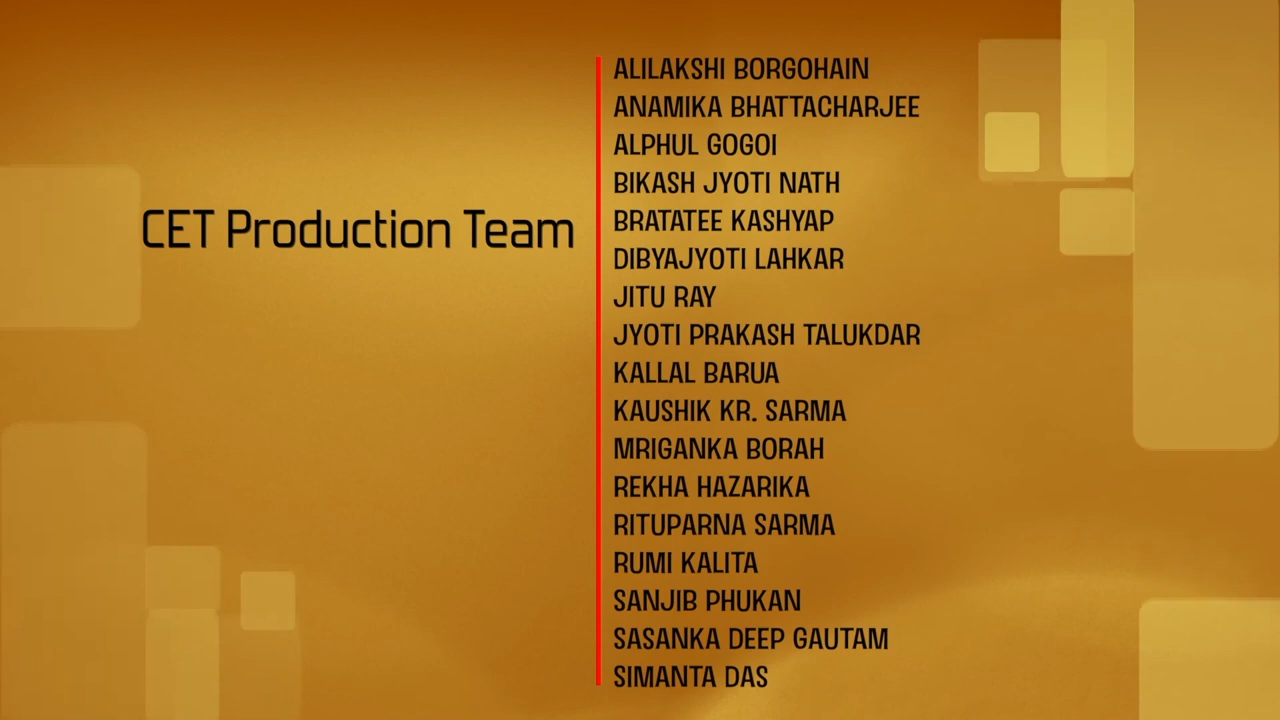 CET Production Team
ALILAKSHI BORGOHAIN
ANAMIKA BHATTACHARJEE
ALPHUL GOGOI
BIKASH JYOTI NATH
BRATATEE KASHYAP
DIBYAJYOTI LAHKAR
JITU RAY
JYOTI PRAKASH TALUKDAR
KALLAL BARUA
KAUSHIK KR. SARMA
MRIGANKA BORAH
REKHA HAZARIKA
RITUPARNA SARMA
RUMI KALITA
SANJIB PHUKAN
SASANKA DEEP GAUTAM
SIMANTA DAS